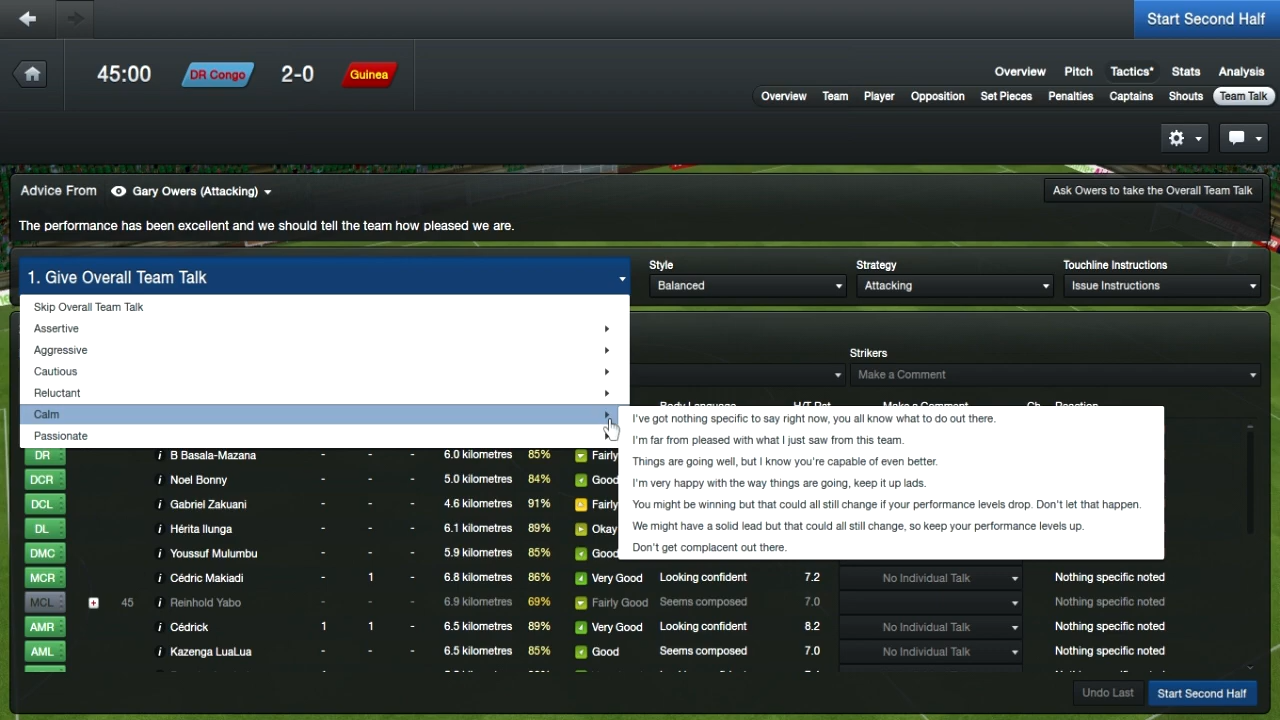 Start Second Half
45:00 DR Congo 2-0 Guinea
Overview Pitch Tactics* Stats Analysis
Overview Team Player Opposition Set Pieces Penalties Captains Shouts Team Talk
Advice From Gary Owers (Attacking) Ask Owers to take the Overall Team Talk
The performance has been excellent and we should tell the team how pleased we are.
1. Give Overall Team Talk
Style Strategy Touchline Instructions
Balanced Attacking Issue Instructions
Skip Overall Team Talk
Assertive
Aggressive
Cautious
Reluctant
Calm
Passionate
Strikers
Make a Comment
I've got nothing specific to say right now, you all know what to do out there.
I'm far from pleased with what I just saw from this team.
Things are going well, but I know you're capable of even better.
I'm very happy with the way things are going, keep it up lads.
You might be winning but that could all still change if your performance levels drop. Don't let that happen.
We might have a solid lead but that could all still change, so keep your performance levels up.
Don't get complacent out there.
Body Language H/T Rat Make a Comment Ch Reaction
DR i B Basala-Mazana - - - 6.0 kilometres 85% Fairly
DCR i Noel Bonny - - - 5.0 kilometres 84% Good
DCL i Gabriel Zakuani - - - 4.6 kilometres 91% Fairly
DL i Hérita Ilunga - - - 6.1 kilometres 89% Okay
DMC i Youssuf Mulumbu - - - 5.9 kilometres 85% Good
MCR i Cédric Makiadi - 1 - 6.8 kilometres 86% Very Good Looking confident 7.2 No Individual Talk Nothing specific noted
MCL 45 i Reinhold Yabo - - - 6.9 kilometres 69% Fairly Good Seems composed 7.0 Nothing specific noted
AMR i Cédrick 1 1 - 6.5 kilometres 89% Very Good Looking confident 8.2 No Individual Talk Nothing specific noted
AML i Kazenga LuaLua - - - 6.5 kilometres 85% Good Seems composed 7.0 No Individual Talk Nothing specific noted
Undo Last Start Second Half